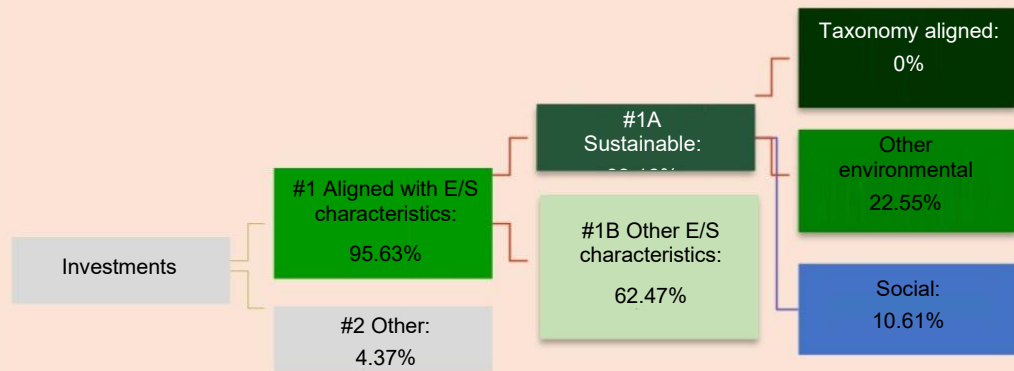 Investments
#1 Aligned with E/S
characteristics:
95.63%
#2 Other:
4.37%
#1A
Sustainable:
#1B Other E/S
characteristics:
62.47%
Taxonomy aligned:
0%
Other
environmental
22.55%
Social:
10.61%